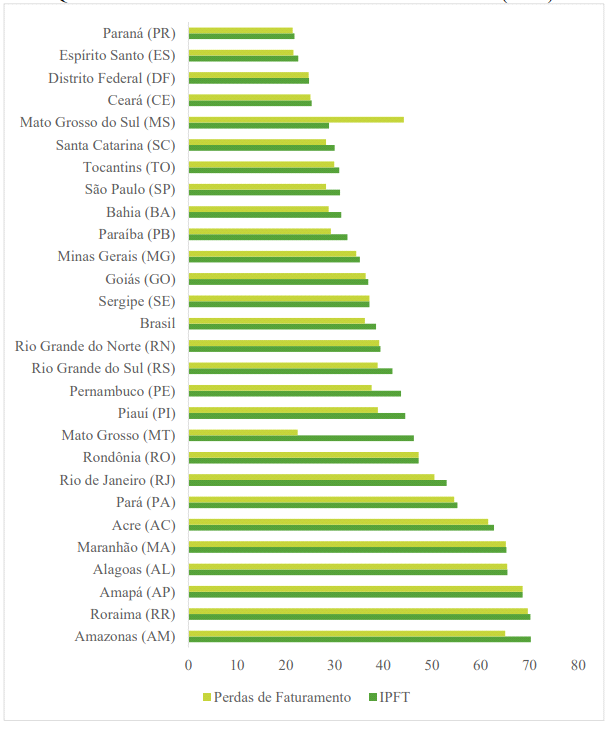 Paraná (PR)
Espírito Santo (ES)
Distrito Federal (DF)
Ceará (CE)
Mato Grosso do Sul (MS)
Santa Catarina (SC)
Tocantins (TO)
São Paulo (SP)
Bahia (BA)
Paraíba (PB)
Minas Gerais (MG)
Goiás (GO)
Sergipe (SE)
Brasil
Rio Grande do Norte (RN)
Rio Grande do Sul (RS)
Pernambuco (PE)
Piaui (PI)
Mato Grosso (MT)
Rondônia (RO)
Rio de Janeiro (RJ)
Pará (PA)
Acre (AC)
Maranhão (MA)
Alagoas (AL)
Amapá (AP)
Roraima (RR)
Amazonas (AM)
0 10 20 30 40 50 60 70 80
Perdas de Faturamento IPFT